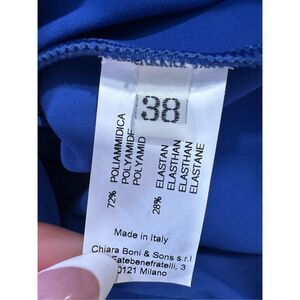 38
72% POLIAMMIDICA
POLYAMIDE
POLYAMID
28% ELASTAN
ELASTHAN
ELASTHAN
ELASTANE
Made in Italy
Chiara Boni & Sons s.r.l
Fatebenefratelli, 3
20121 Milano